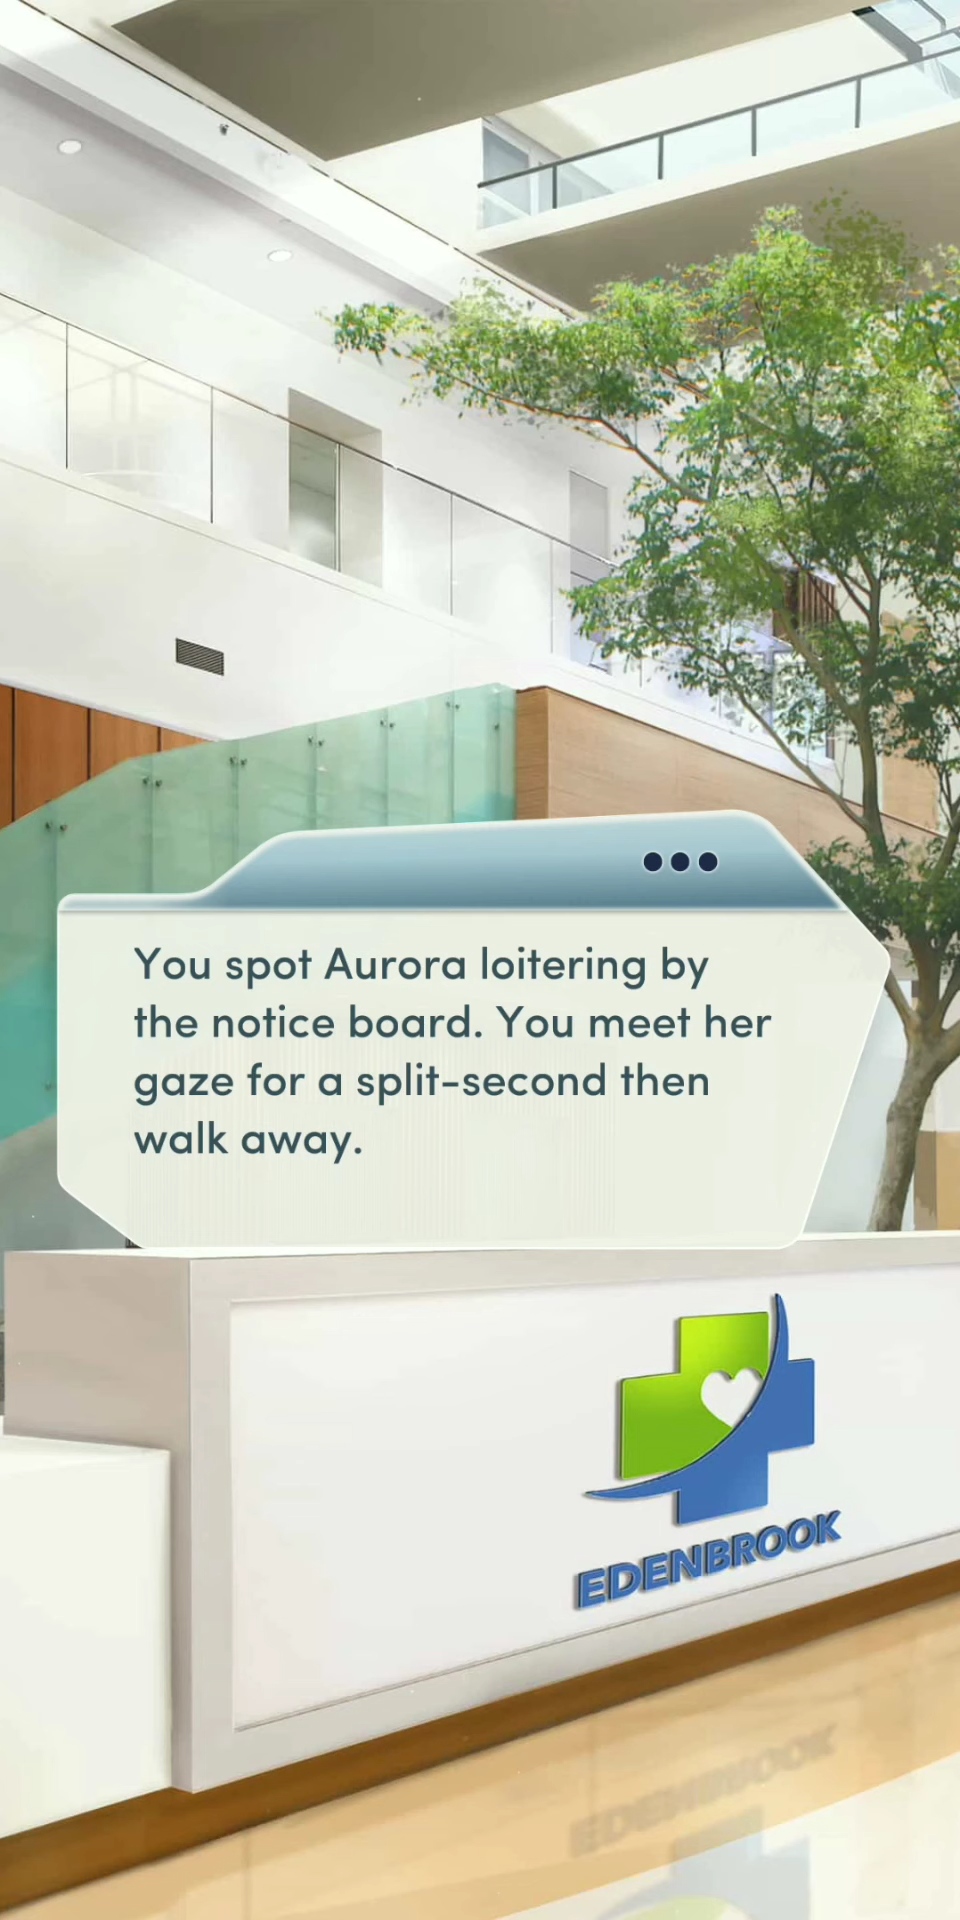 You spot Aurora loitering by
the notice board. You meet her
gaze for a split-second then
walk away.
EDENBROOK
EDENBROOK